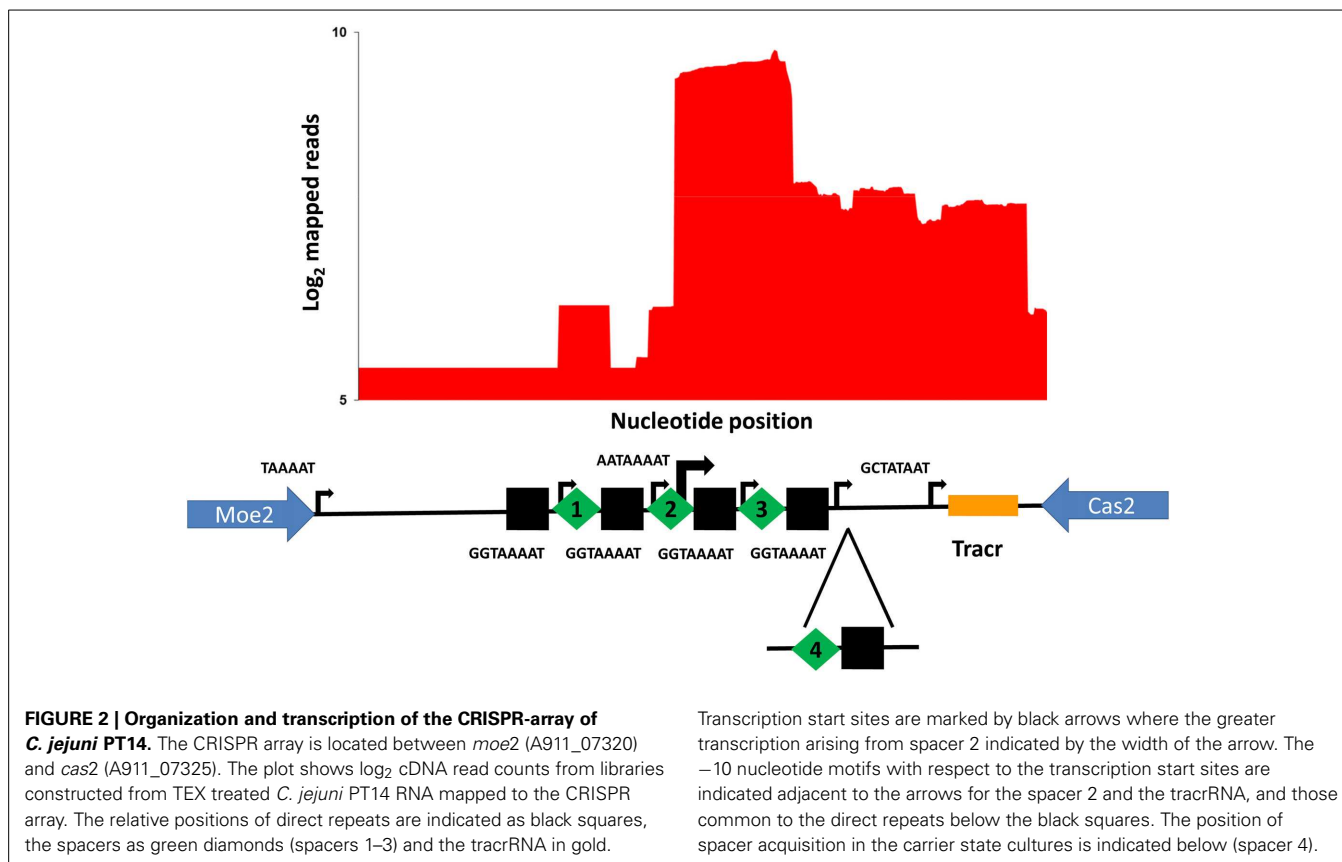 10
Log2 mapped reads
5
Nucleotide position
TAAAAT
AATAAAAT
GCTATAAT
Moe2
1
2
3
Cas2
GGTAAAAT
GGTAAAAT
GGTAAAAT
GGTAAAAT
Tracr
4
FIGURE 2 | Organization and transcription of the CRISPR-array of
C. jejuni PT14. The CRISPR array is located between moe2 (A911_07320)
and cas2 (A911_07325). The plot shows log2 cDNA read counts from libraries
constructed from TEX treated C. jejuni PT14 RNA mapped to the CRISPR
array. The relative positions of direct repeats are indicated as black squares,
the spacers as green diamonds (spacers 1–3) and the tracrRNA in gold.
Transcription start sites are marked by black arrows where the greater
transcription arising from spacer 2 indicated by the width of the arrow. The
−10 nucleotide motifs with respect to the transcription start sites are
indicated adjacent to the arrows for the spacer 2 and the tracrRNA, and those
common to the direct repeats below the black squares. The position of
spacer acquisition in the carrier state cultures is indicated below (spacer 4).